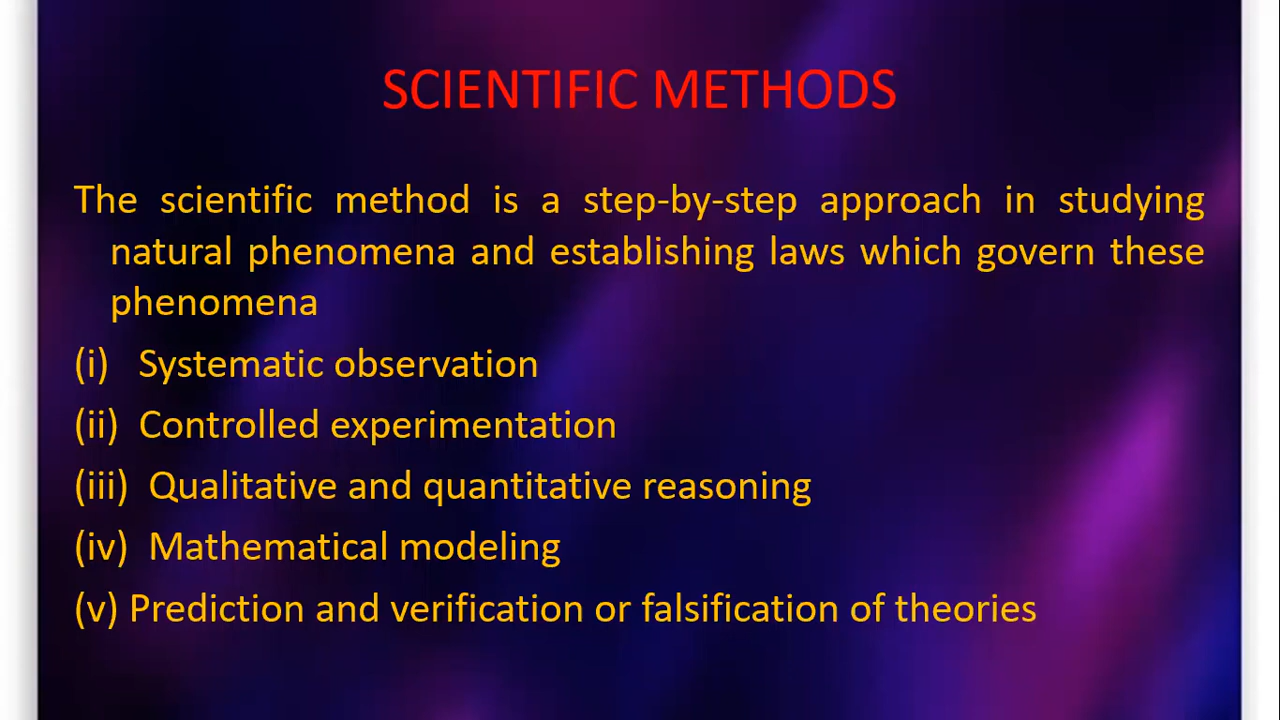 SCIENTIFIC METHODS
The scientific method is a step-by-step approach in studying
natural phenomena and establishing laws which govern these
phenomena
(i) Systematic observation
(ii) Controlled experimentation
(iii) Qualitative and quantitative reasoning
(iv) Mathematical modeling
(v) Prediction and verification or falsification of theories